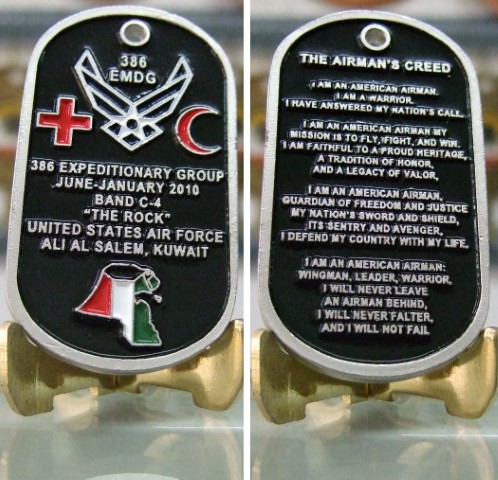 386
EMDG
386 EXPEDITIONARY GROUP
JUNE-JANUARY 2010
BAND C-4
"THE ROCK"
UNITED STATES AIR FORCE
ALI AL SALEM, KUWAIT
THE AIRMAN'S CREED
I AM AN AMERICAN AIRMAN.
I AM A WARRIOR.
I HAVE ANSWERED MY NATION'S CALL.
I AM AN AMERICAN AIRMAN MY
MISSION IS TO FLY, FIGHT, AND WIN.
I AM FAITHFUL TO A PROUD HERITAGE,
A TRADITION OF HONOR,
AND A LEGACY OF VALOR,
I AM AN AMERICAN AIRMAN,
GUARDIAN OF FREEDOM AND JUSTICE
MY NATION'S SWORD AND SHIELD,
ITS SENTRY AND AVENGER,
I DEFEND MY COUNTRY WITH MY LIFE,
I AM AN AMERICAN AIRMAN:
WINGMAN, LEADER, WARRIOR,
I WILL NEVER LEAVE
AN AIRMAN BEHIND,
I WILL NEVER FALTER,
AND I WILL NOT FAIL